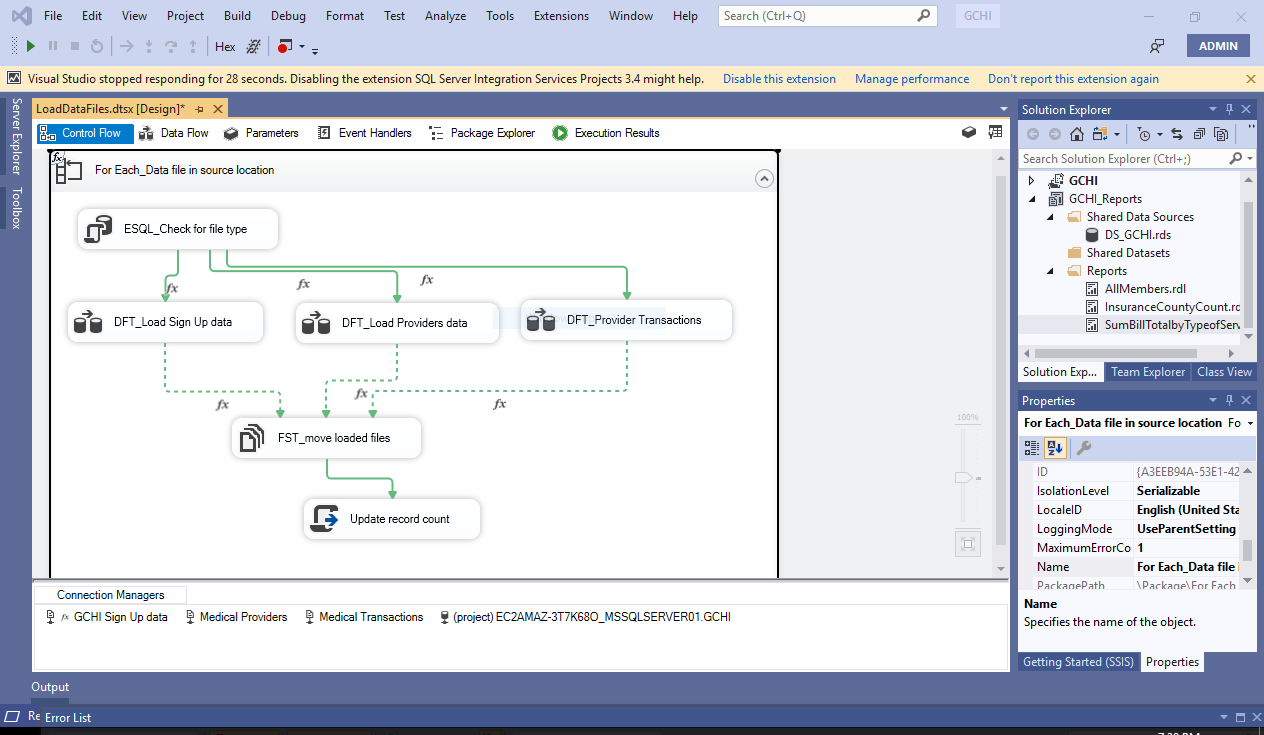 File Edit View Project Build Debug Format Test Analyze Tools Extensions Window Help Search (Ctrl+Q) GCHI
Hex ADMIN
Visual Studio stopped responding for 28 seconds. Disabling the extension SQL Server Integration Services Projects 3.4 might help. Disable this extension Manage performance Don't report this extension again
Server Explorer
Toolbox
LoadDataFiles.dtsx [Design]*
Control Flow Data Flow Parameters Event Handlers Package Explorer Execution Results
fx
For Each_Data file in source location
ESQL_Check for file type
fx fx fx
DFT_Load Sign Up data DFT_Load Providers data DFT_Provider Transactions
fx fx fx
FST_move loaded files
Update record count
100%
Connection Managers
fx GCHI Sign Up data Medical Providers Medical Transactions (project) EC2AMAZ-3T7K68O_MSSQLSERVER01.GCHI
Output
Error List
Solution Explorer
Search Solution Explorer (Ctrl+;)
GCHI
GCHI_Reports
Shared Data Sources
DS_GCHI.rds
Shared Datasets
Reports
AllMembers.rdl
InsuranceCountyCount.rd
SumBillTotalbyTypeofServ
Solution Exp... Team Explorer Class View
Properties
For Each_Data file in source location Fo
ID {A3EEB94A-53E1-42
IsolationLevel Serializable
LocaleID English (United Sta
LoggingMode UseParentSetting
MaximumErrorCo 1
Name For Each_Data file i
PackagePath \Package\For Each
Name
Specifies the name of the object.
Getting Started (SSIS) Properties